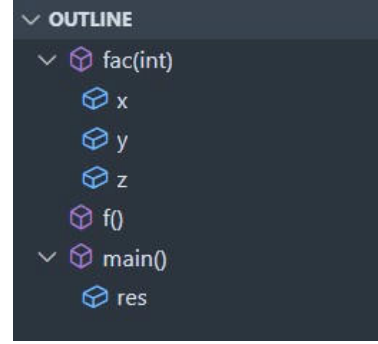 OUTLINE
fac(int)
x
y
z
f()
main()
res